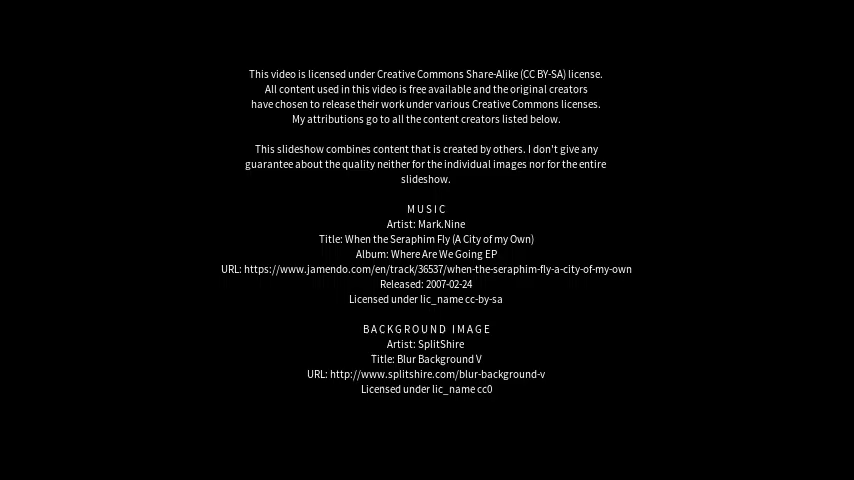 This video is licensed under Creative Commons Share-Alike (CC BY-SA) license.
All content used in this video is free available and the original creators
have chosen to release their work under various Creative Commons licenses.
My attributions go to all the content creators listed below.
This slideshow combines content that is created by others. I don't give any
guarantee about the quality neither for the individual images nor for the entire
slideshow.
MUSIC
Artist: Mark.Nine
Title: When the Seraphim Fly (A City of my Own)
Album: Where Are We Going EP
URL: https://www.jamendo.com/en/track/36537/when-the-seraphim-fly-a-city-of-my-own
Released: 2007-02-24
Licensed under lic_name cc-by-sa
BACKGROUND IMAGE
Artist: SplitShire
Title: Blur Background V
URL: http://www.splitshire.com/blur-background-v
Licensed under lic_name cc0